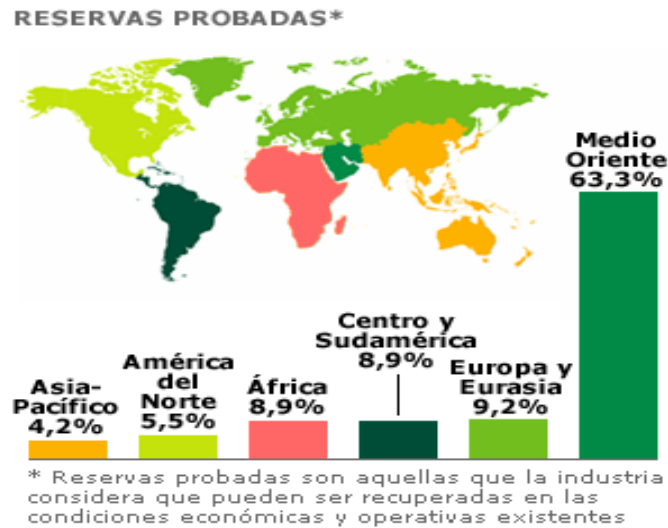 RESERVAS PROBADAS*
Medio
Oriente
63,3%
Centro y
Sudamérica
8,9%
América
del
Norte
5,5%
Europa y
Eurasia
9,2%
Asia-
Pacífico
4,2%
África
8,9%
* Reservas probadas son aquellas que la industria
considera que pueden ser recuperadas en las
condiciones económicas y operativas existentes